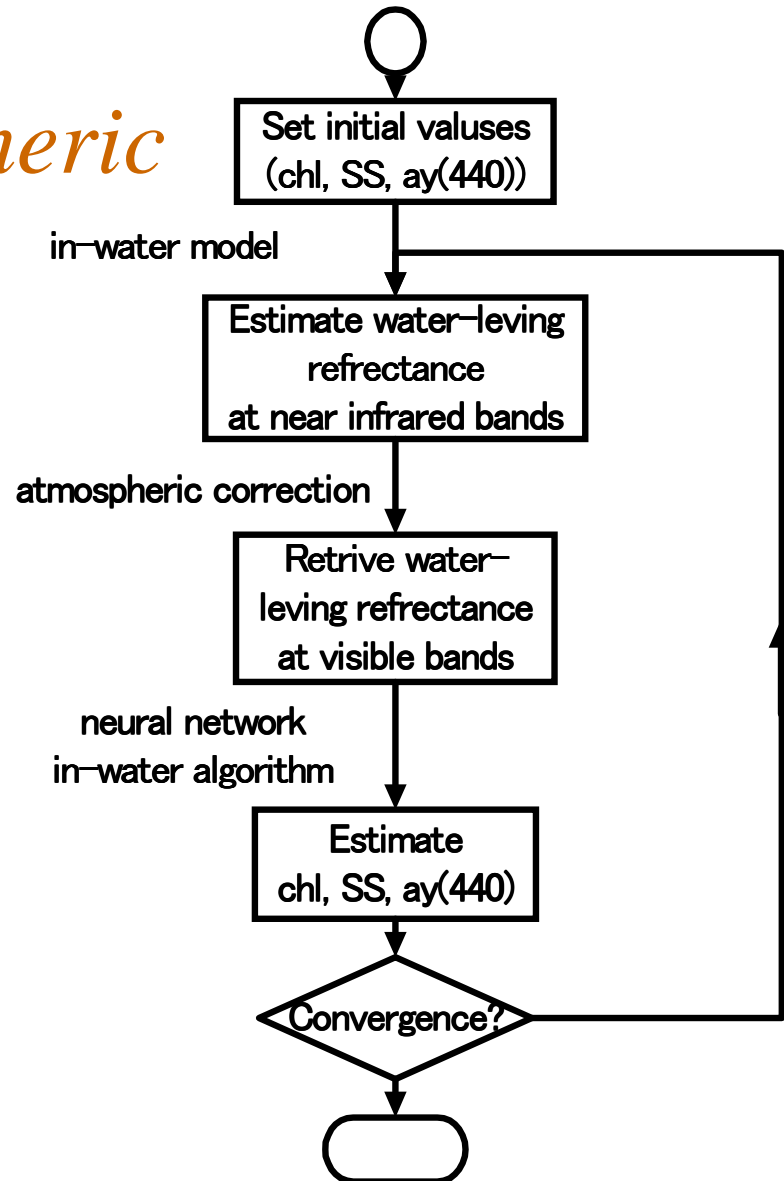 neric
Set initial valuses
(chl, SS, ay(440))
in-water model
Estimate water-leving
refrectance
at near infrared bands
atmospheric correction
Retrive water-
leving refrectance
at visible bands
neural network
in-water algorithm
Estimate
chl, SS, ay(440)
Convergence?